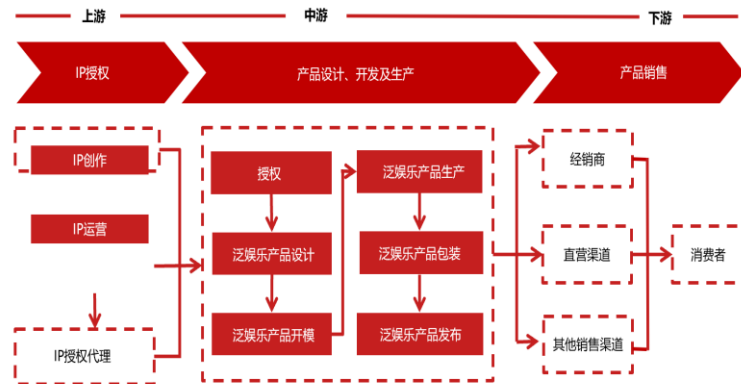 上游
中游
下游
IP授权
产品设计、开发及生产
产品销售
IP创作
IP运营
IP授权代理
授权
泛娱乐产品设计
泛娱乐产品开模
泛娱乐产品生产
泛娱乐产品包装
泛娱乐产品发布
经销商
直营渠道
其他销售渠道
消费者